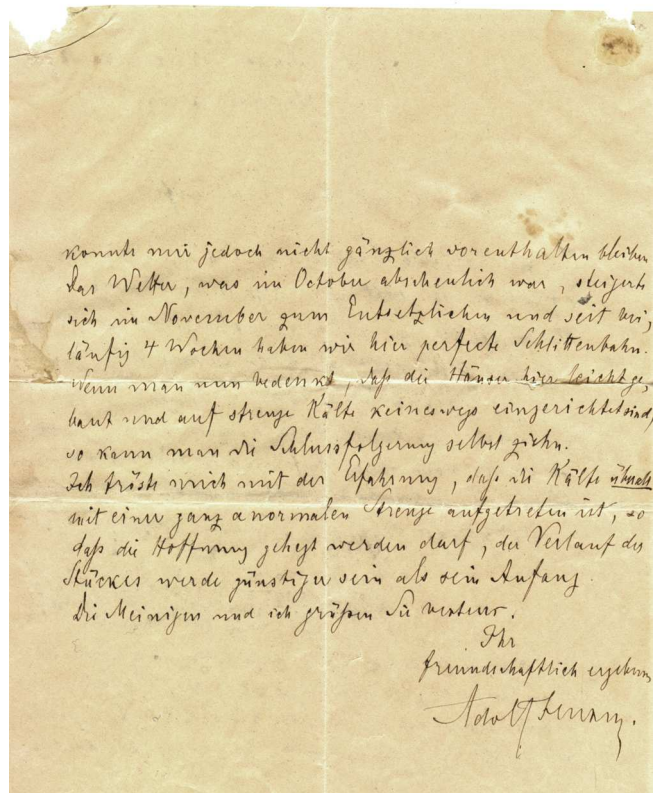 konnte mir jedoch nicht gänzlich vorenthalten bleiben
Das Wetter, was im October abscheulich war, steigerte
sich im November zum Entsetzlichen und seit bei,
läufig 4 Wochen haben wir hier perfecte Schlittenbahn.
Wenn man nun bedenkt, daß die Häuser hier leicht ge,
baut und auf strenge Kälte keineswegs eingerichtet sind,
so kann man die Schlussfolgerung selbst ziehn.
Ich tröste mich mit der Erfahrung, daß die Kälte überall
mit einer ganz anormalen Strenge aufgetreten ist, so
daß die Hoffnung gehegt werden darf, der Verlauf des
Stückes werde günstiger sein als sein Anfang.
Die Meinigen und ich grüßen Sie bestens.
Ihr
freundschaftlich ergebener
Adolf